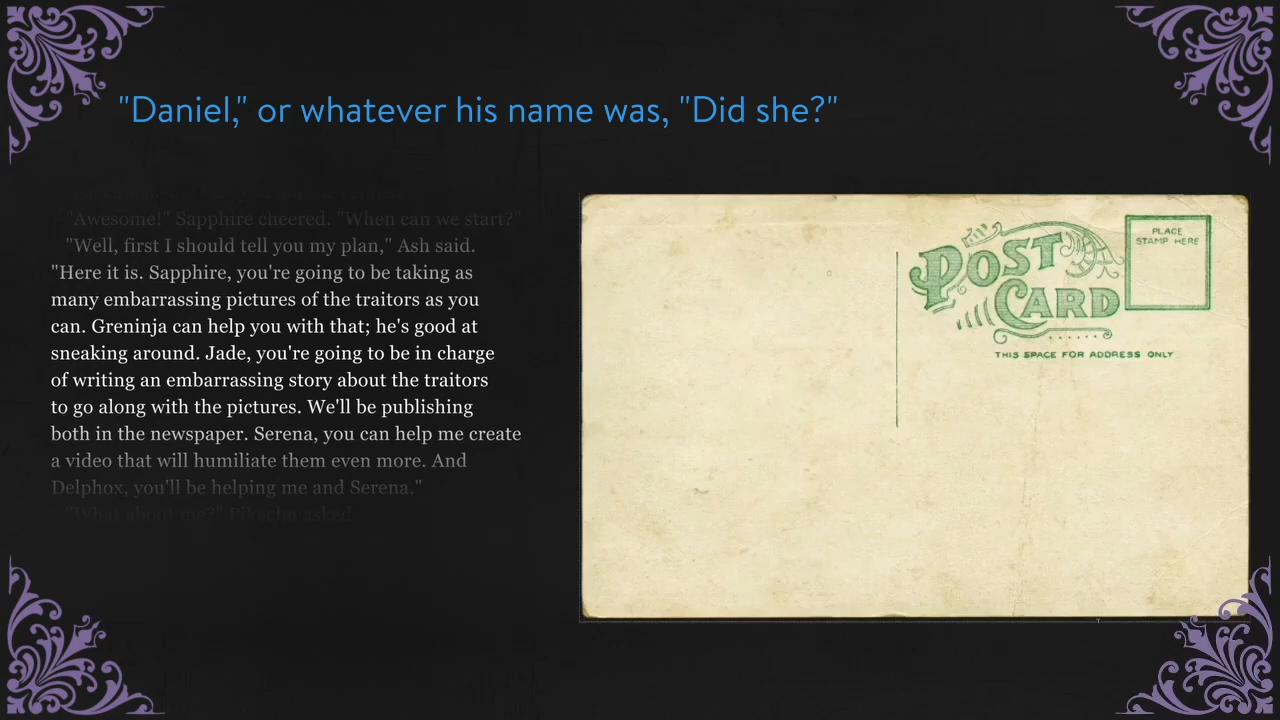 "Daniel," or whatever his name was, "Did she?"
"Awesome!" Sapphire cheered. "When can we start?"
"Well, first I should tell you my plan," Ash said.
"Here it is. Sapphire, you're going to be taking as
many embarrassing pictures of the traitors as you
can. Greninja can help you with that; he's good at
sneaking around. Jade, you're going to be in charge
of writing an embarrassing story about the traitors
to go along with the pictures. We'll be publishing
both in the newspaper. Serena, you can help me create
a video that will humiliate them even more. And
Delphox, you'll be helping me and Serena."
"What about me?" Pikachu asked
POST
CARD
PLACE
STAMP HERE
THIS SPACE FOR ADDRESS ONLY